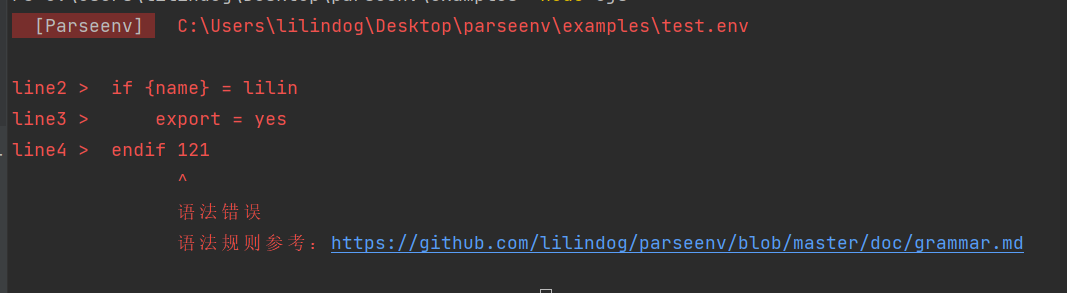 [Parseenv] C:\Users\lilindog\Desktop\parseenv\examples\test.env
line2 > if {name} = lilin
line3 > export = yes
line4 > endif 121
^
语法错误
语法规则参考：https://github.com/lilindog/parseenv/blob/master/doc/grammar.md